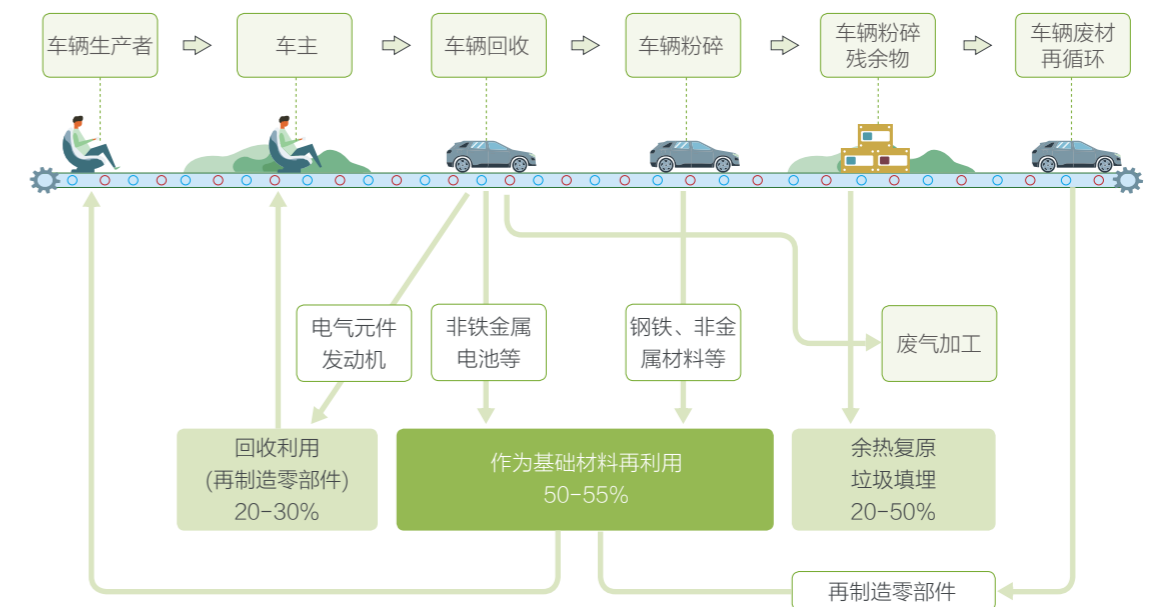 车辆生产者
车主
车辆回收
车辆粉碎
车辆粉碎
残余物
车辆废材
再循环
电气元件
发动机
非铁金属
电池等
钢铁、非金
属材料等
废气加工
回收利用
(再制造零部件)
20-30%
作为基础材料再利用
50-55%
余热复原
垃圾填埋
20-50%
再制造零部件